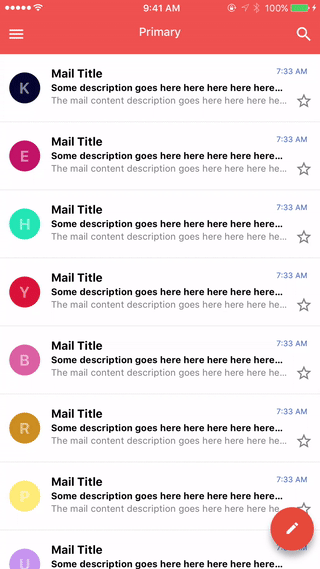 9:41 AM 100%
Primary
K Mail Title 7:33 AM
Some description goes here here here here...
The mail content description goes here here here he...
E Mail Title 7:33 AM
Some description goes here here here here...
The mail content description goes here here here he...
H Mail Title 7:33 AM
Some description goes here here here here...
The mail content description goes here here here he...
Y Mail Title 7:33 AM
Some description goes here here here here...
The mail content description goes here here here he...
B Mail Title 7:33 AM
Some description goes here here here here...
The mail content description goes here here here he...
R Mail Title 7:33 AM
Some description goes here here here here...
The mail content description goes here here here he...
P Mail Title 7:33 AM
Some description goes here here here here...
The mail content description goes here here here he...
U Mail Title
Some description goes here here here here...